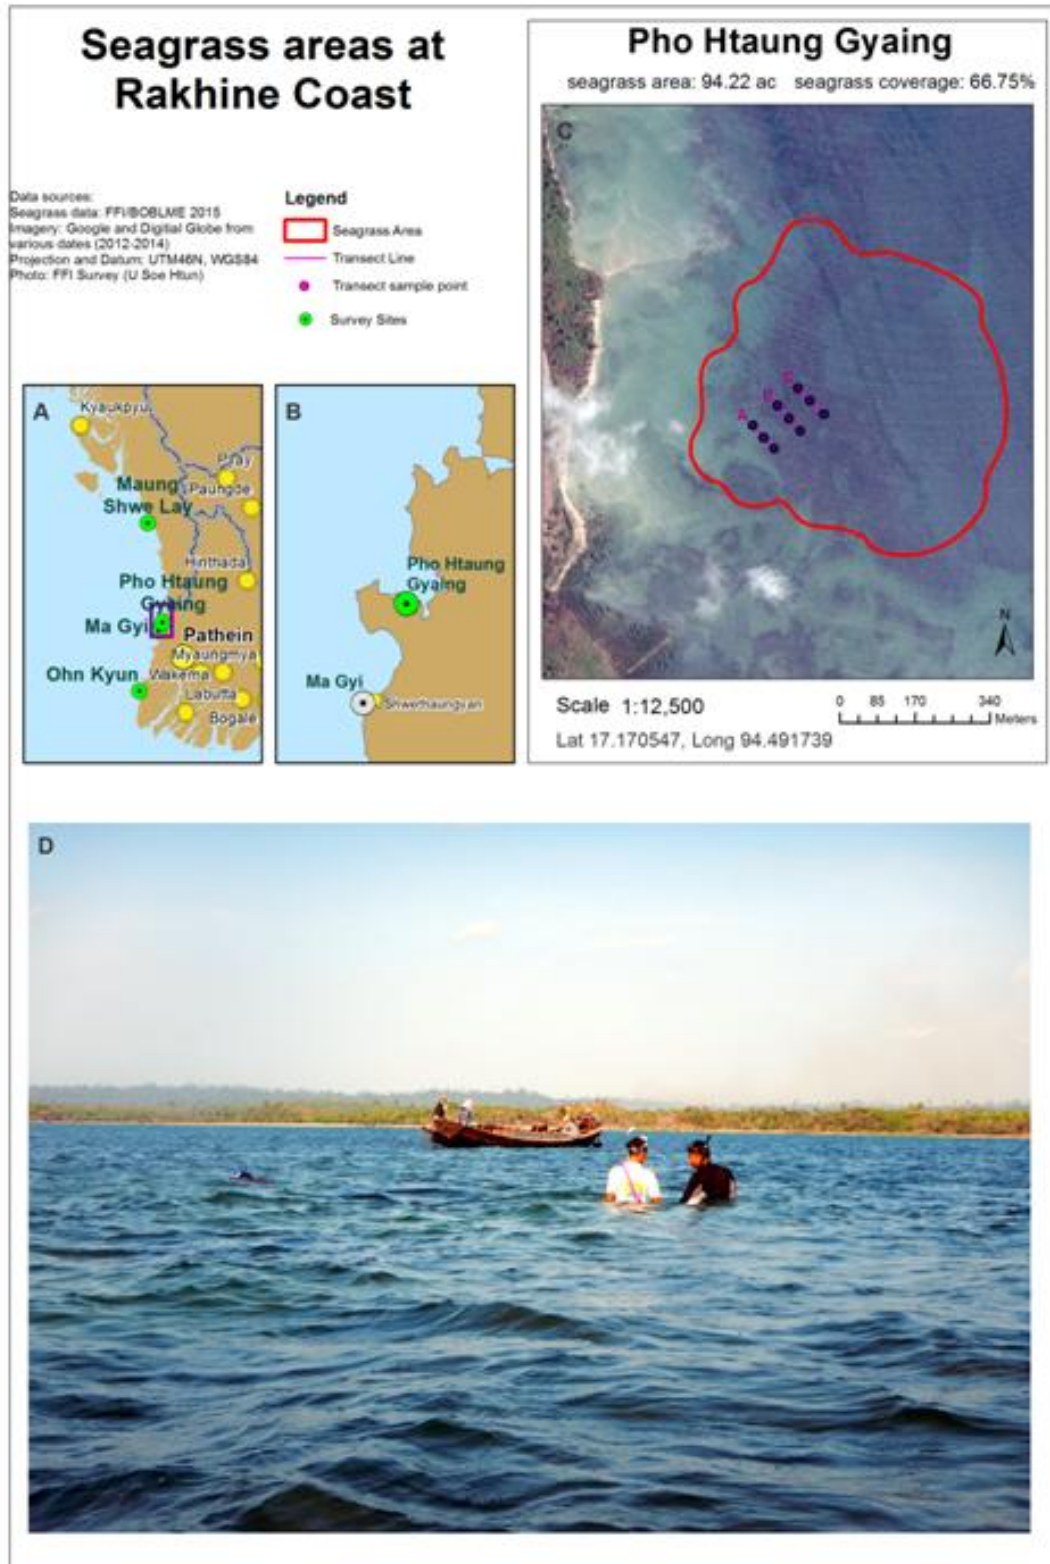 Seagrass areas at
Rakhine Coast
Data sources:
Seagrass data: FFI/BOBLME 2015
Imagery: Google and Digitial Globe from
various dates (2012-2014)
Projection and Datum: UTM46N, WGS84
Photo: FFI Survey (U Soe Htun)
Legend
Seagrass Area
Transect Line
Transect sample point
Survey Sites
A
Kyaukpyu
Pyay
Maung
Shwe Lay
Paungde
Hinthada
Pho Htaung
Gyaing
Ma Gyi
Pathein
Myaungmya
Ohn Kyun
Wakema
Labutta
Bogale
B
Pho Htaung
Gyaing
Ma Gyi
Shwethaungyan
Pho Htaung Gyaing
seagrass area: 94.22 ac seagrass coverage: 66.75%
C
C
B
A
N
Scale 1:12,500
0 85 170 340
Meters
Lat 17.170547, Long 94.491739
D